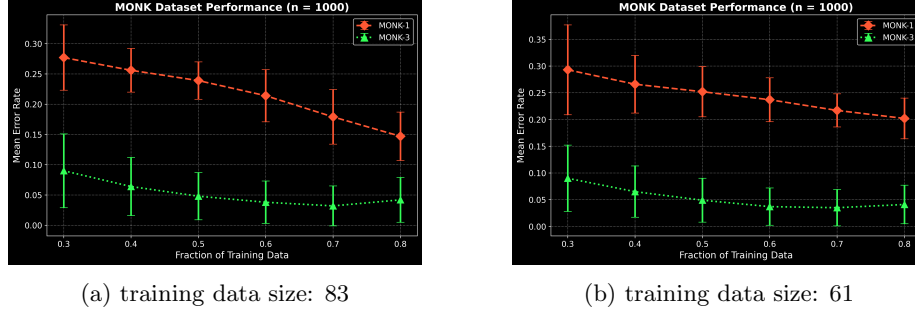 MONK Dataset Performance (n = 1000)
MONK-1
MONK-3
Mean Error Rate
0.30
0.25
0.20
0.15
0.10
0.05
0.00
0.3 0.4 0.5 0.6 0.7 0.8
Fraction of Training Data
(a) training data size: 83
MONK Dataset Performance (n = 1000)
MONK-1
MONK-3
Mean Error Rate
0.35
0.30
0.25
0.20
0.15
0.10
0.05
0.00
0.3 0.4 0.5 0.6 0.7 0.8
Fraction of Training Data
(b) training data size: 61